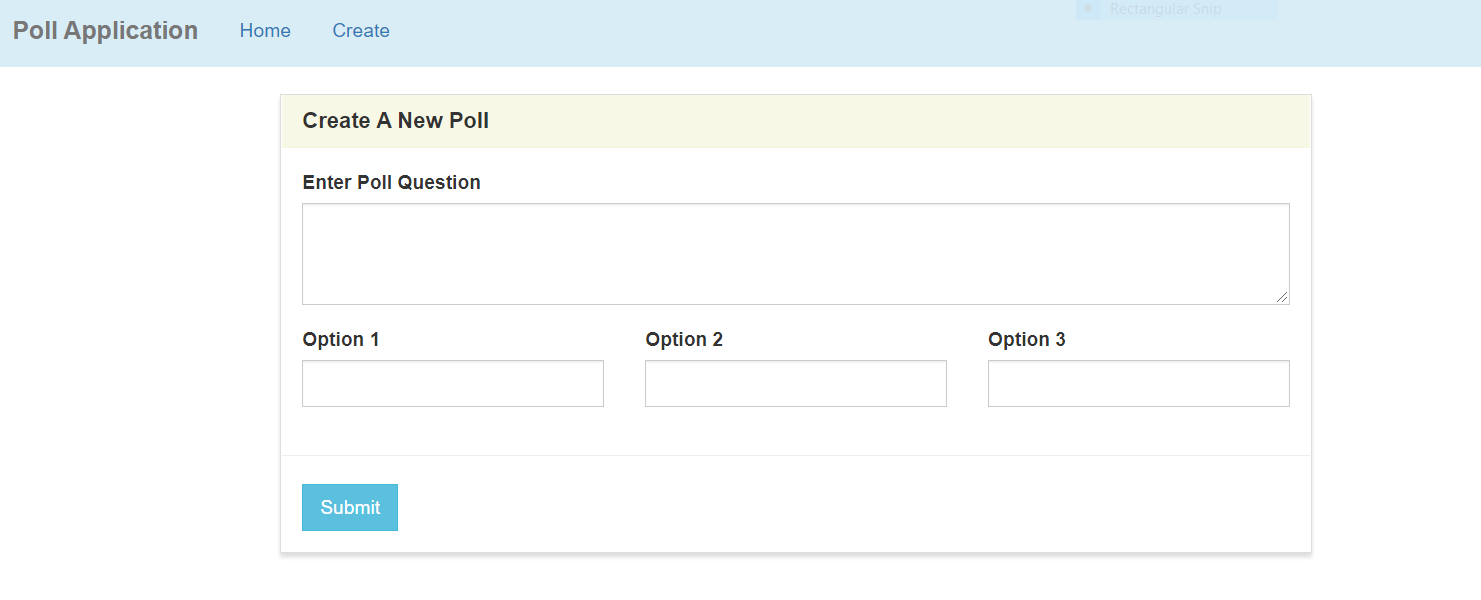 Poll Application Home Create
Rectangular Snip
Create A New Poll
Enter Poll Question
Option 1 Option 2 Option 3
Submit